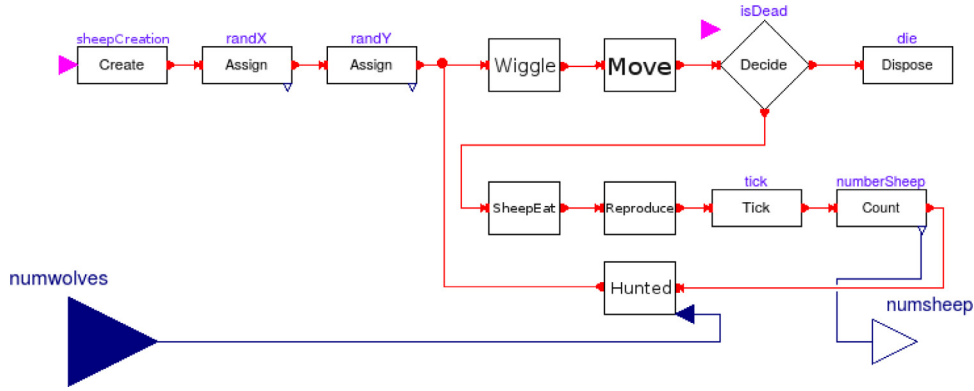 isDead
sheepCreation
randX
randY
die
Create
Assign
Assign
Wiggle
Move
Decide
Dispose
tick
numberSheep
SheepEat
Reproduce
Tick
Count
numwolves
Hunted
numsheep